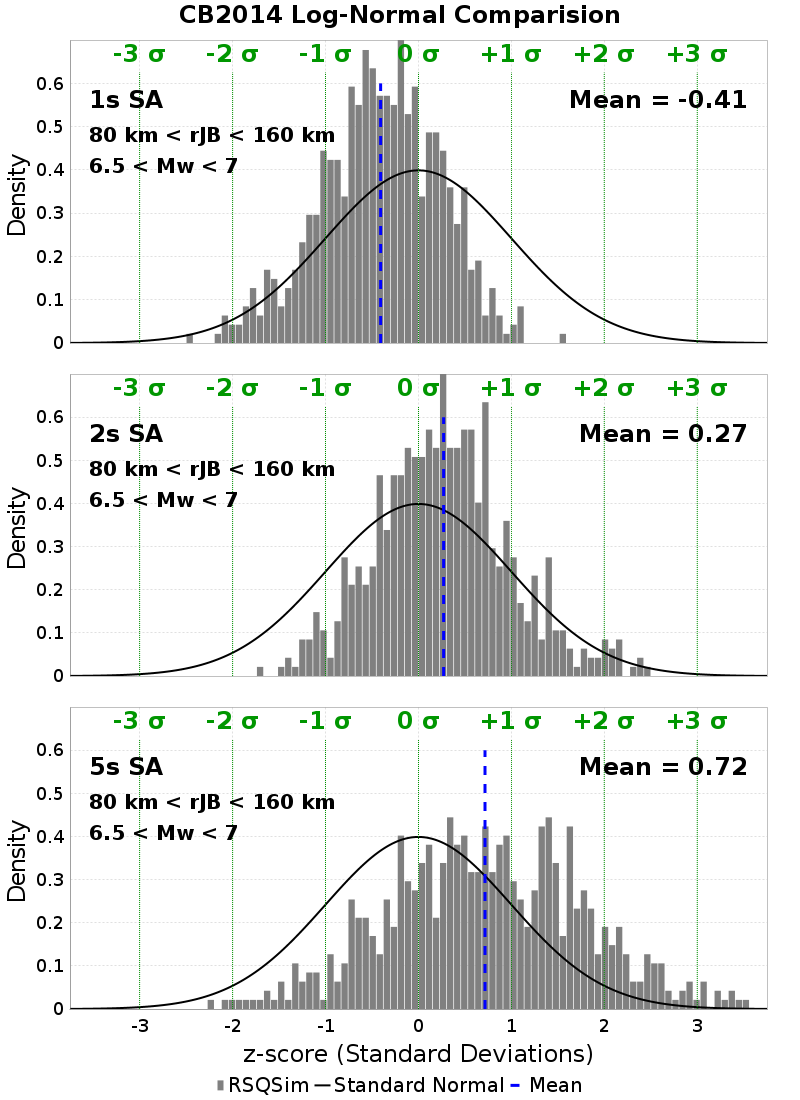 CB2014 Log-Normal Comparision
-3 σ -2 σ -1 σ 0 σ +1 σ +2 σ +3 σ
1s SA
Mean = -0.41
80 km < rJB < 160 km
6.5 < Mw < 7
Density
0.6
0.5
0.4
0.3
0.2
0.1
0
-3 σ -2 σ -1 σ 0 σ +1 σ +2 σ +3 σ
2s SA
Mean = 0.27
80 km < rJB < 160 km
6.5 < Mw < 7
Density
0.6
0.5
0.4
0.3
0.2
0.1
0
-3 σ -2 σ -1 σ 0 σ +1 σ +2 σ +3 σ
5s SA
Mean = 0.72
80 km < rJB < 160 km
6.5 < Mw < 7
Density
0.6
0.5
0.4
0.3
0.2
0.1
0
-3 -2 -1 0 1 2 3
z-score (Standard Deviations)
RSQSim Standard Normal Mean